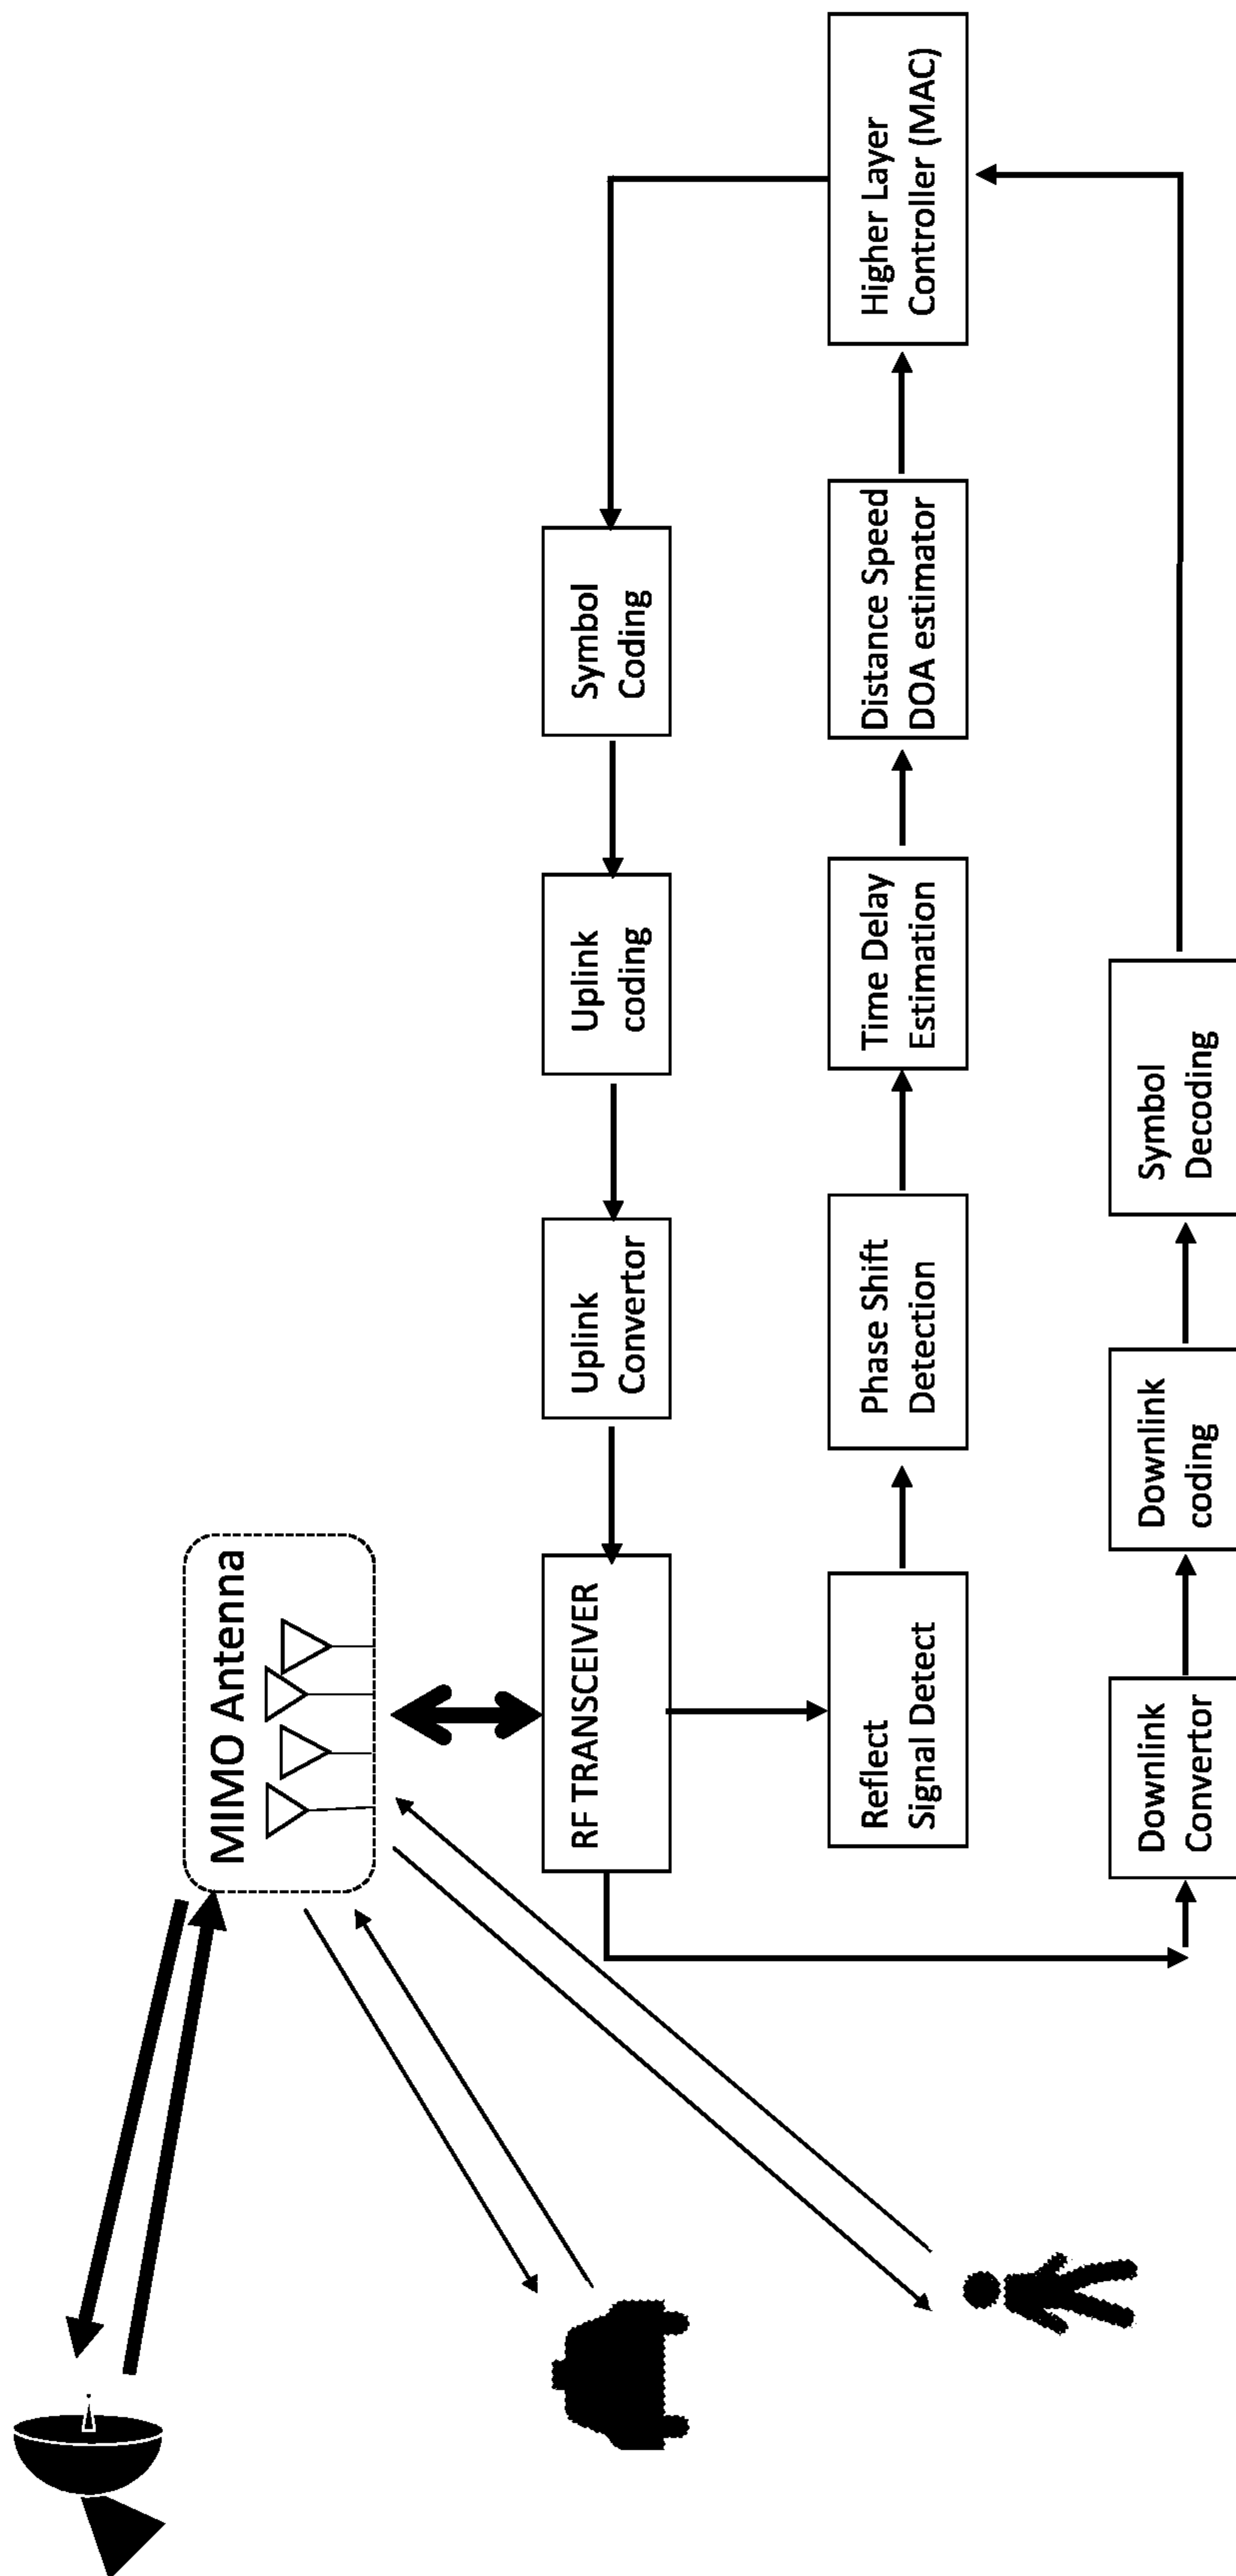 MIMO Antenna
RF TRANSCEIVER
Uplink
Convertor
Uplink
coding
Symbol
Coding
Reflect
Signal Detect
Phase Shift
Detection
Time Delay
Estimation
Distance Speed
DOA estimator
Higher Layer
Controller (MAC)
Downlink
Convertor
Downlink
coding
Symbol
Decoding